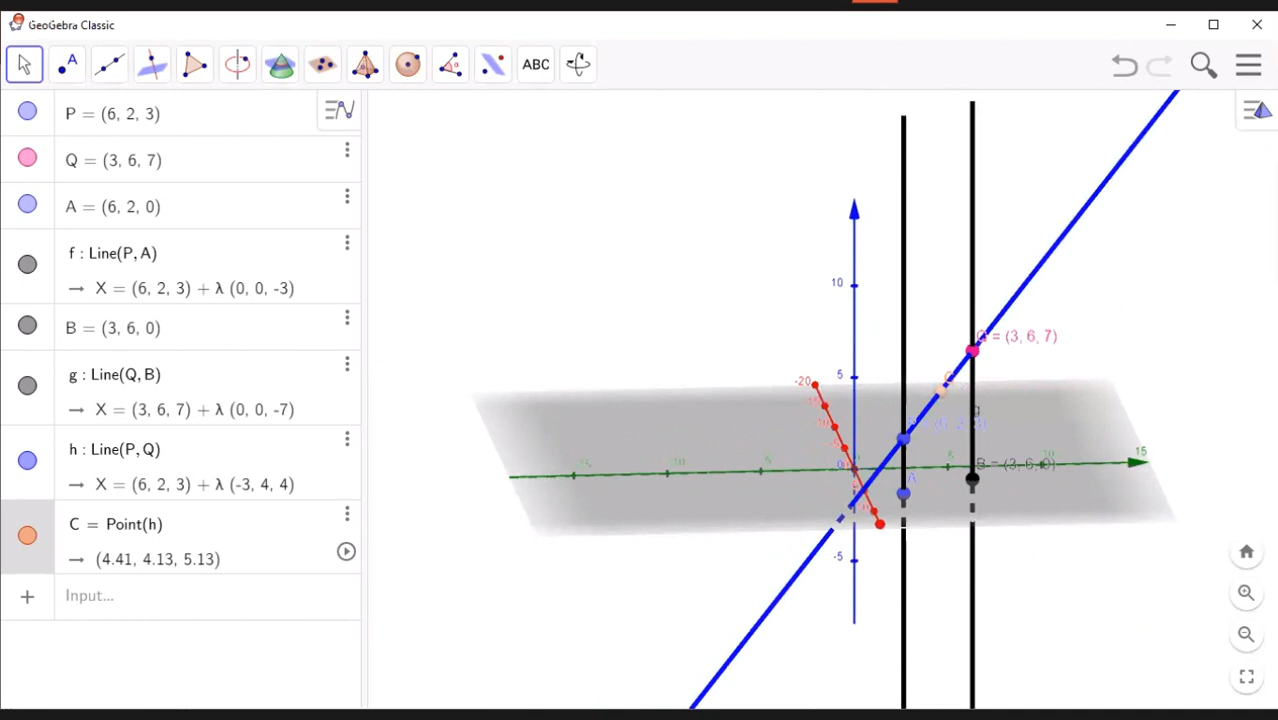 GeoGebra Classic
ABC
P = (6, 2, 3)
Q = (3, 6, 7)
A = (6, 2, 0)
f : Line(P, A)
→ X = (6, 2, 3) + λ (0, 0, -3)
B = (3, 6, 0)
g : Line(Q, B)
→ X = (3, 6, 7) + λ (0, 0, -7)
h : Line(P, Q)
→ X = (6, 2, 3) + λ (-3, 4, 4)
C = Point(h)
→ (4.41, 4.13, 5.13)
Input...
10
Q = (3, 6, 7)
5
-20
C
g
15
B = (3, 6, 0)
A
-5